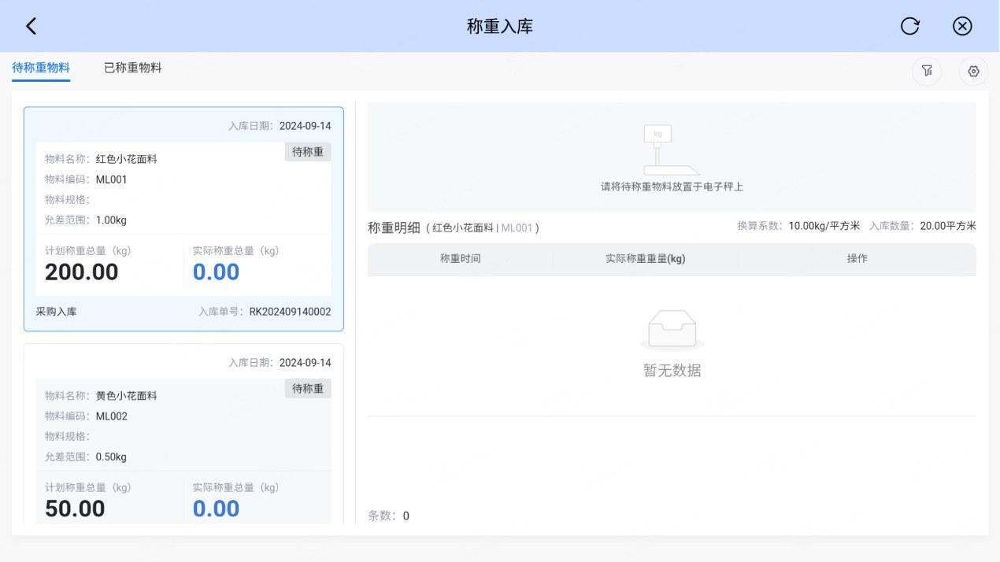 称重入库
待称重物料 已称重物料
入库日期：2024-09-14
待称重
物料名称：红色小花面料
物料编码：ML001
物料规格：
允差范围：1.00kg
计划称重总量（kg） 实际称重总量（kg）
200.00 0.00
采购入库 入库单号：RK202409140002
入库日期：2024-09-14
待称重
物料名称：黄色小花面料
物料编码：ML002
物料规格：
允差范围：0.50kg
计划称重总量（kg） 实际称重总量（kg）
50.00 0.00
kg
请将待称重物料放置于电子秤上
称重明细（红色小花面料 | ML001）换算系数：10.00kg/平方米 入库数量：20.00平方米
称重时间 实际称重重量(kg) 操作
暂无数据
条数：0